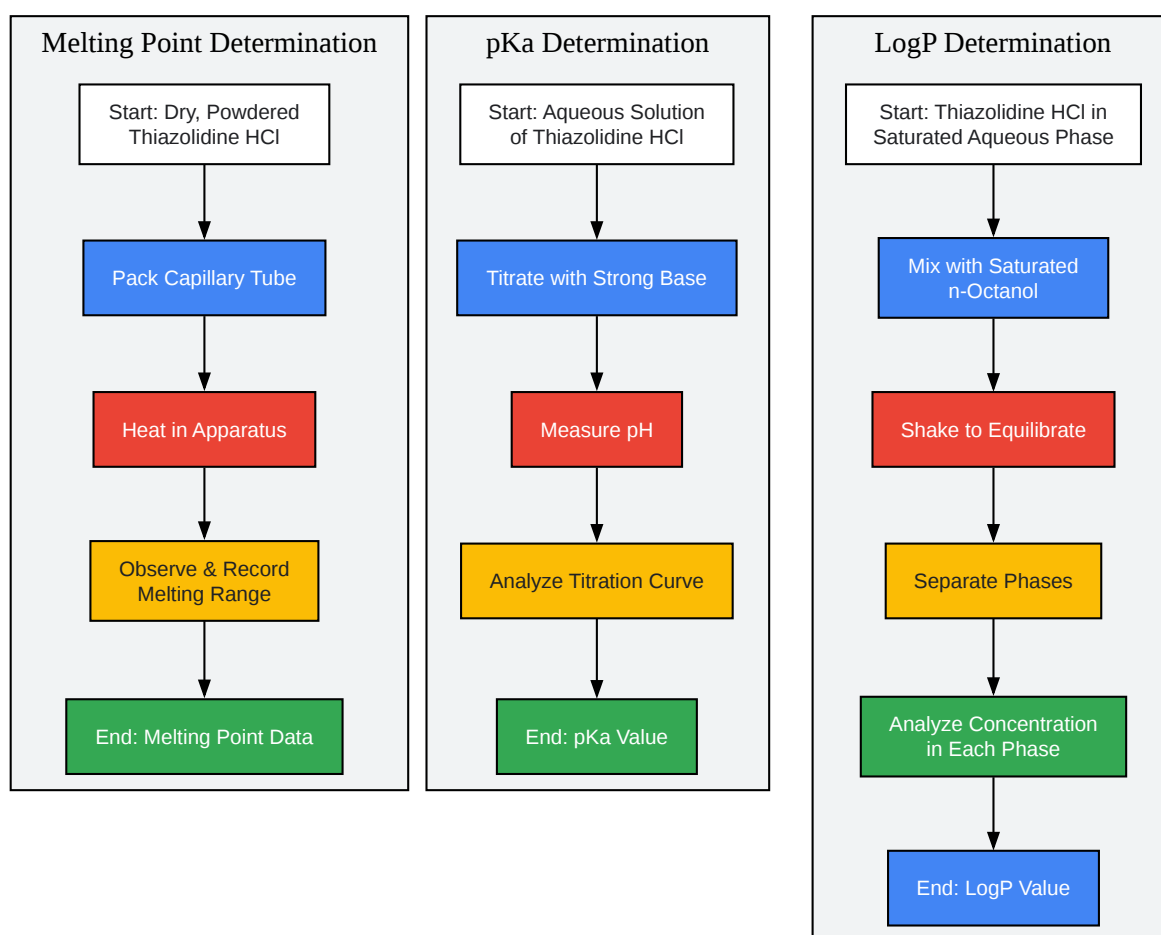 Melting Point Determination
Start: Dry, Powdered
Thiazolidine HCl
Pack Capillary Tube
Heat in Apparatus
Observe & Record
Melting Range
End: Melting Point Data
pKa Determination
Start: Aqueous Solution
of Thiazolidine HCl
Titrate with Strong Base
Measure pH
Analyze Titration Curve
End: pKa Value
LogP Determination
Start: Thiazolidine HCl in
Saturated Aqueous Phase
Mix with Saturated
n-Octanol
Shake to Equilibrate
Separate Phases
Analyze Concentration
in Each Phase
End: LogP Value